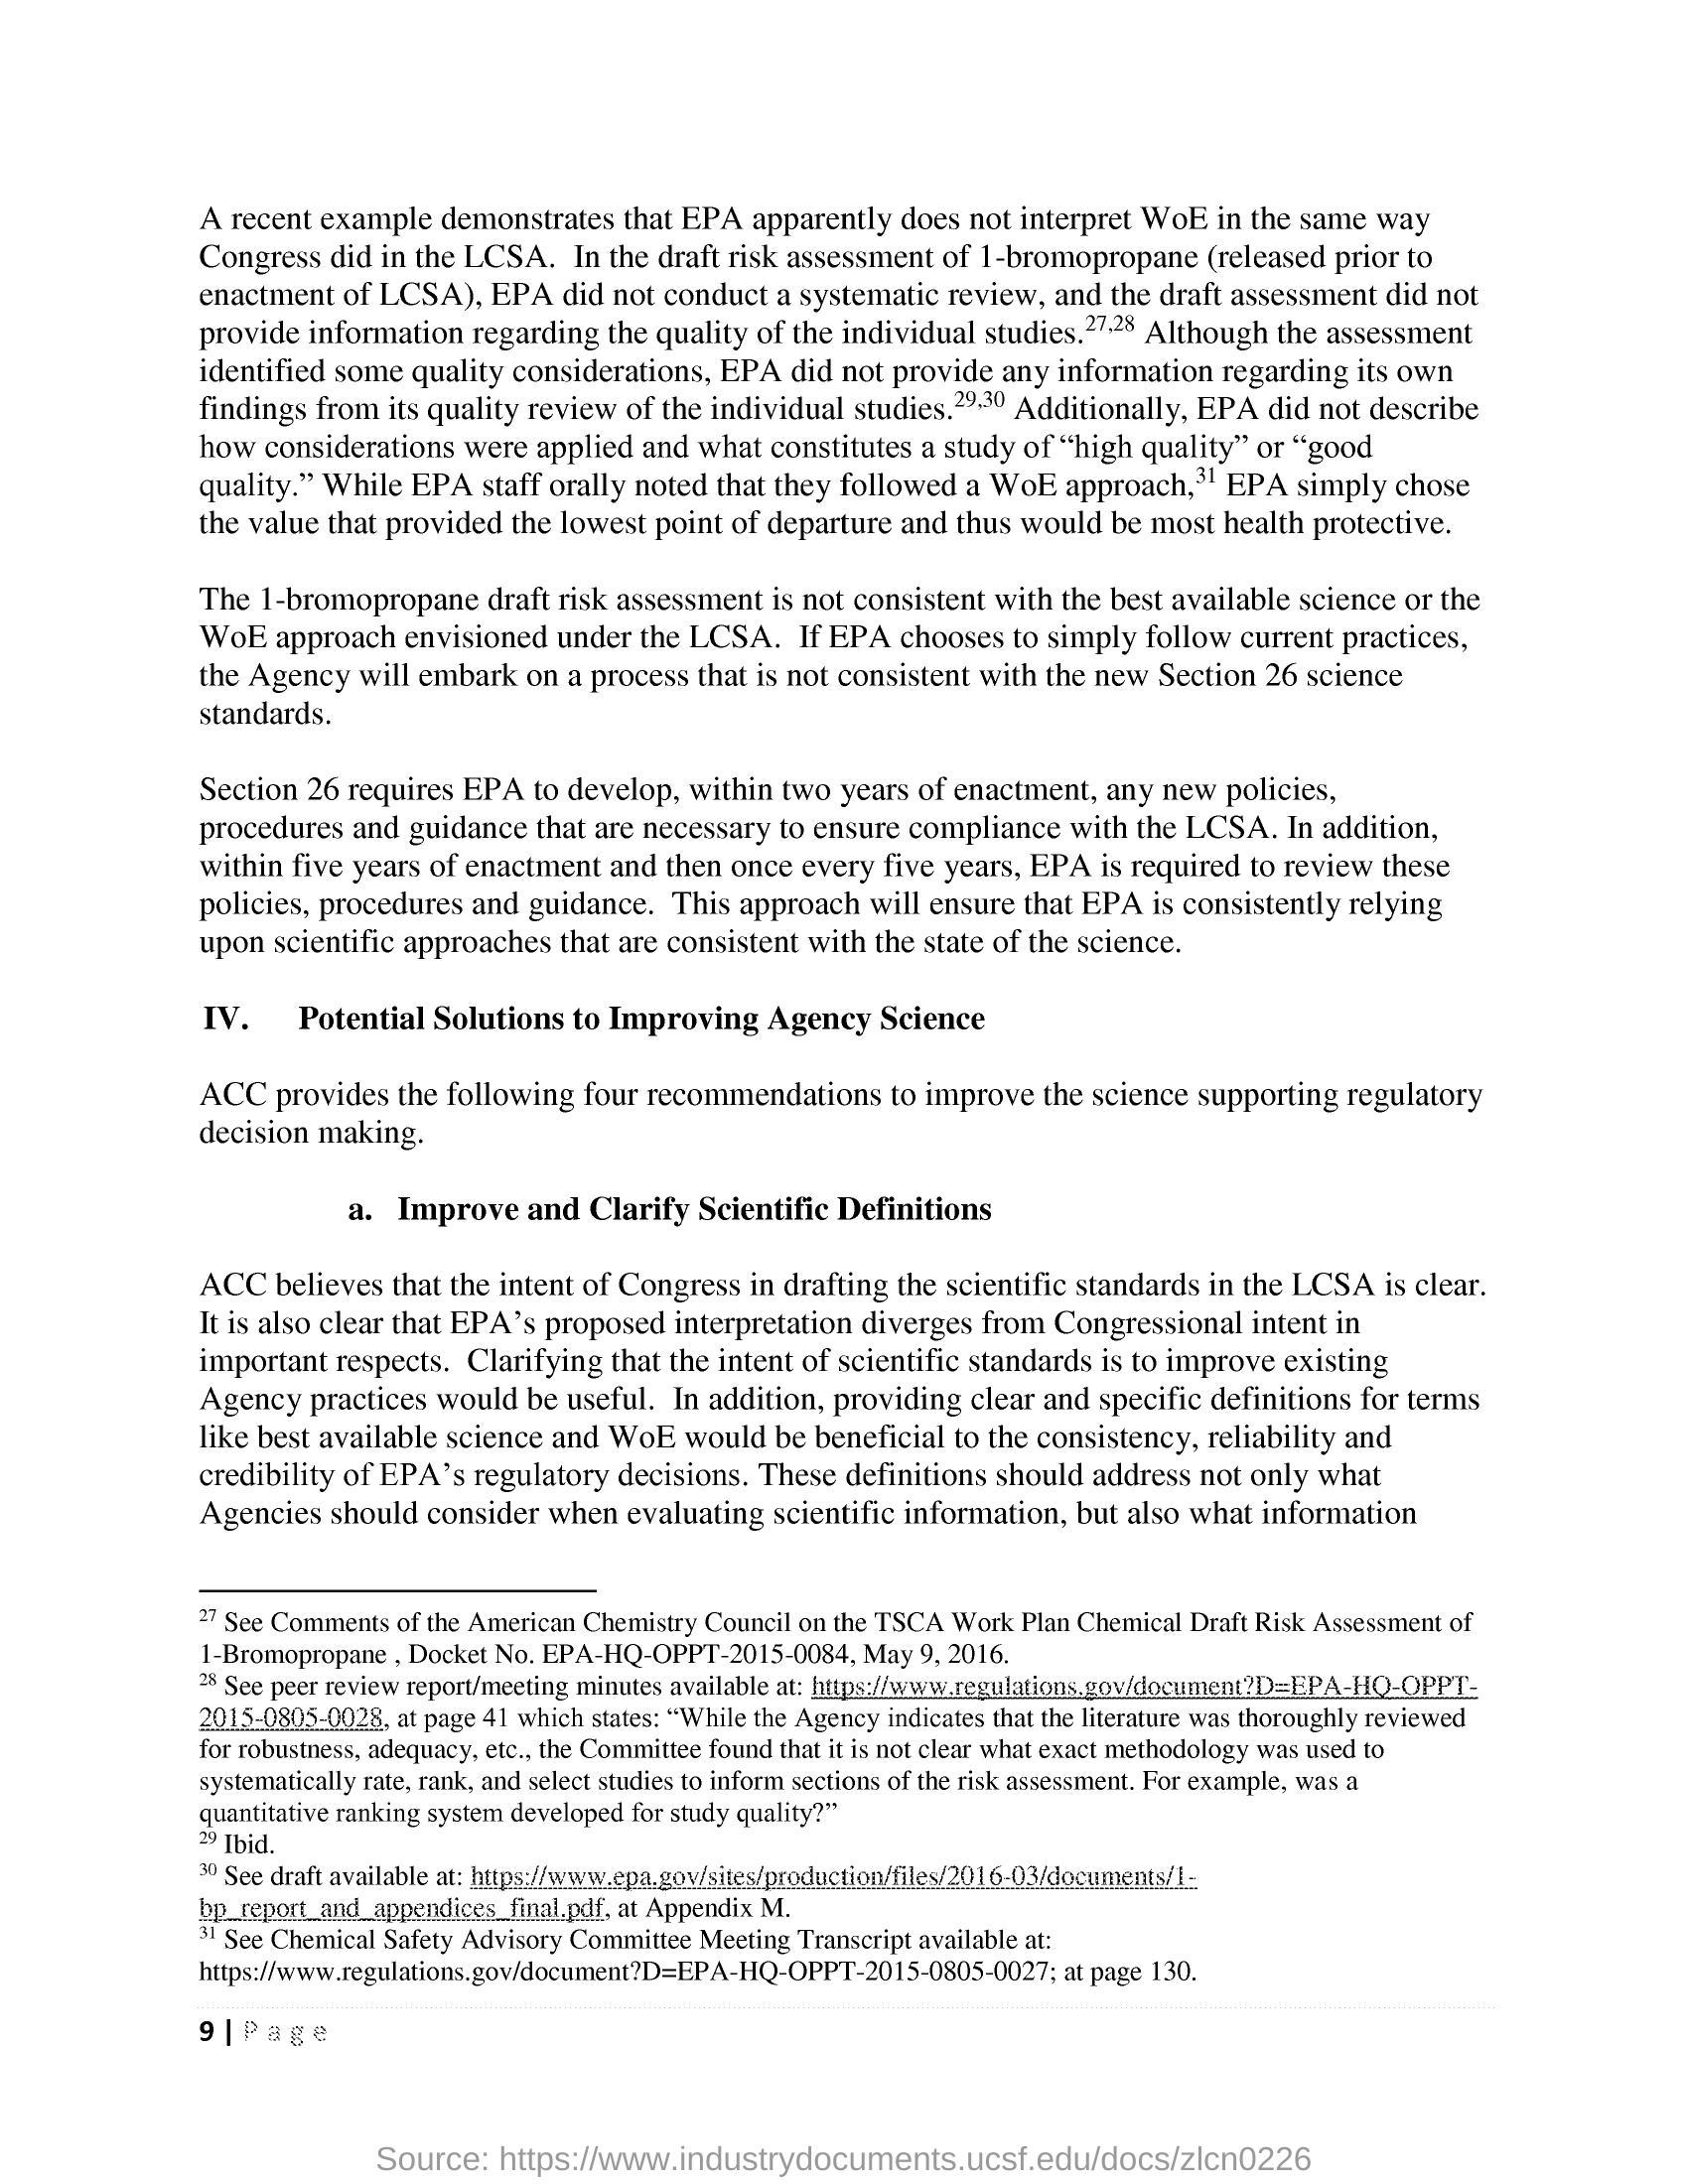 A recent example demonstrates that EPA apparently does not interpret WoE in the same way
Congress did in the LCSA.  In the draft risk assessment of 1-bromopropane (released prior to
enactment of LCSA), EPA did not conduct a systematic review, and the draft assessment did not
provide information regarding the quality of the individual studies.27,28 Although the assessment
identified some quality considerations, EPA did not provide any information regarding its own
findings from its quality review of the individual studies.29,30 Additionally, EPA did not describe
how considerations were applied and what constitutes a study of “high quality” or “good
quality.” While EPA staff orally noted that they followed a WoE approach,31 EPA simply chose
the value that provided the lowest point of departure and thus would be most health protective.
The 1-bromopropane draft risk assessment is not consistent with the best available science or the
WoE approach envisioned under the LCSA.  If EPA chooses to simply follow current practices,
the Agency will embark on a process that is not consistent with the new Section 26 science
standards.
Section 26 requires EPA to develop, within two years of enactment, any new policies,
procedures and guidance that are necessary to ensure compliance with the LCSA. In addition,
within five years of enactment and then once every five years, EPA is required to review these
policies, procedures and guidance.  This approach will ensure that EPA is consistently relying
upon scientific approaches that are consistent with the state of the science.
IV. Potential Solutions to Improving Agency Science
ACC provides the following four recommendations to improve the science supporting regulatory
decision making.
a. Improve and Clarify Scientific Definitions
ACC believes that the intent of Congress in drafting the scientific standards in the LCSA is clear.
It is also clear that EPA’s proposed interpretation diverges from Congressional intent in
important respects.  Clarifying that the intent of scientific standards is to improve existing
Agency practices would be useful.  In addition, providing clear and specific definitions for terms
like best available science and WoE would be beneficial to the consistency, reliability and
credibility of EPA’s regulatory decisions. These definitions should address not only what
Agencies should consider when evaluating scientific information, but also what information
27 See Comments of the American Chemistry Council on the TSCA Work Plan Chemical Draft Risk Assessment of
1-Bromopropane , Docket No. EPA-HQ-OPPT-2015-0084, May 9, 2016.
28 See peer review report/meeting minutes available at: https://www.regulations.gov/document?D=EPA-HQ-OPPT-
2015-0805-0028, at page 41 which states: “While the Agency indicates that the literature was thoroughly reviewed
for robustness, adequacy, etc., the Committee found that it is not clear what exact methodology was used to
systematically rate, rank, and select studies to inform sections of the risk assessment. For example, was a
quantitative ranking system developed for study quality?”
29 Ibid.
30 See draft available at: https://www.epa.gov/sites/production/files/2016-03/documents/1-
bp_report_and_appendices_final.pdf, at Appendix M.
31 See Chemical Safety Advisory Committee Meeting Transcript available at:
https://www.regulations.gov/document?D=EPA-HQ-OPPT-2015-0805-0027; at page 130.
9 | Page
Source: https://www.industrydocuments.ucsf.edu/docs/zlcn0226